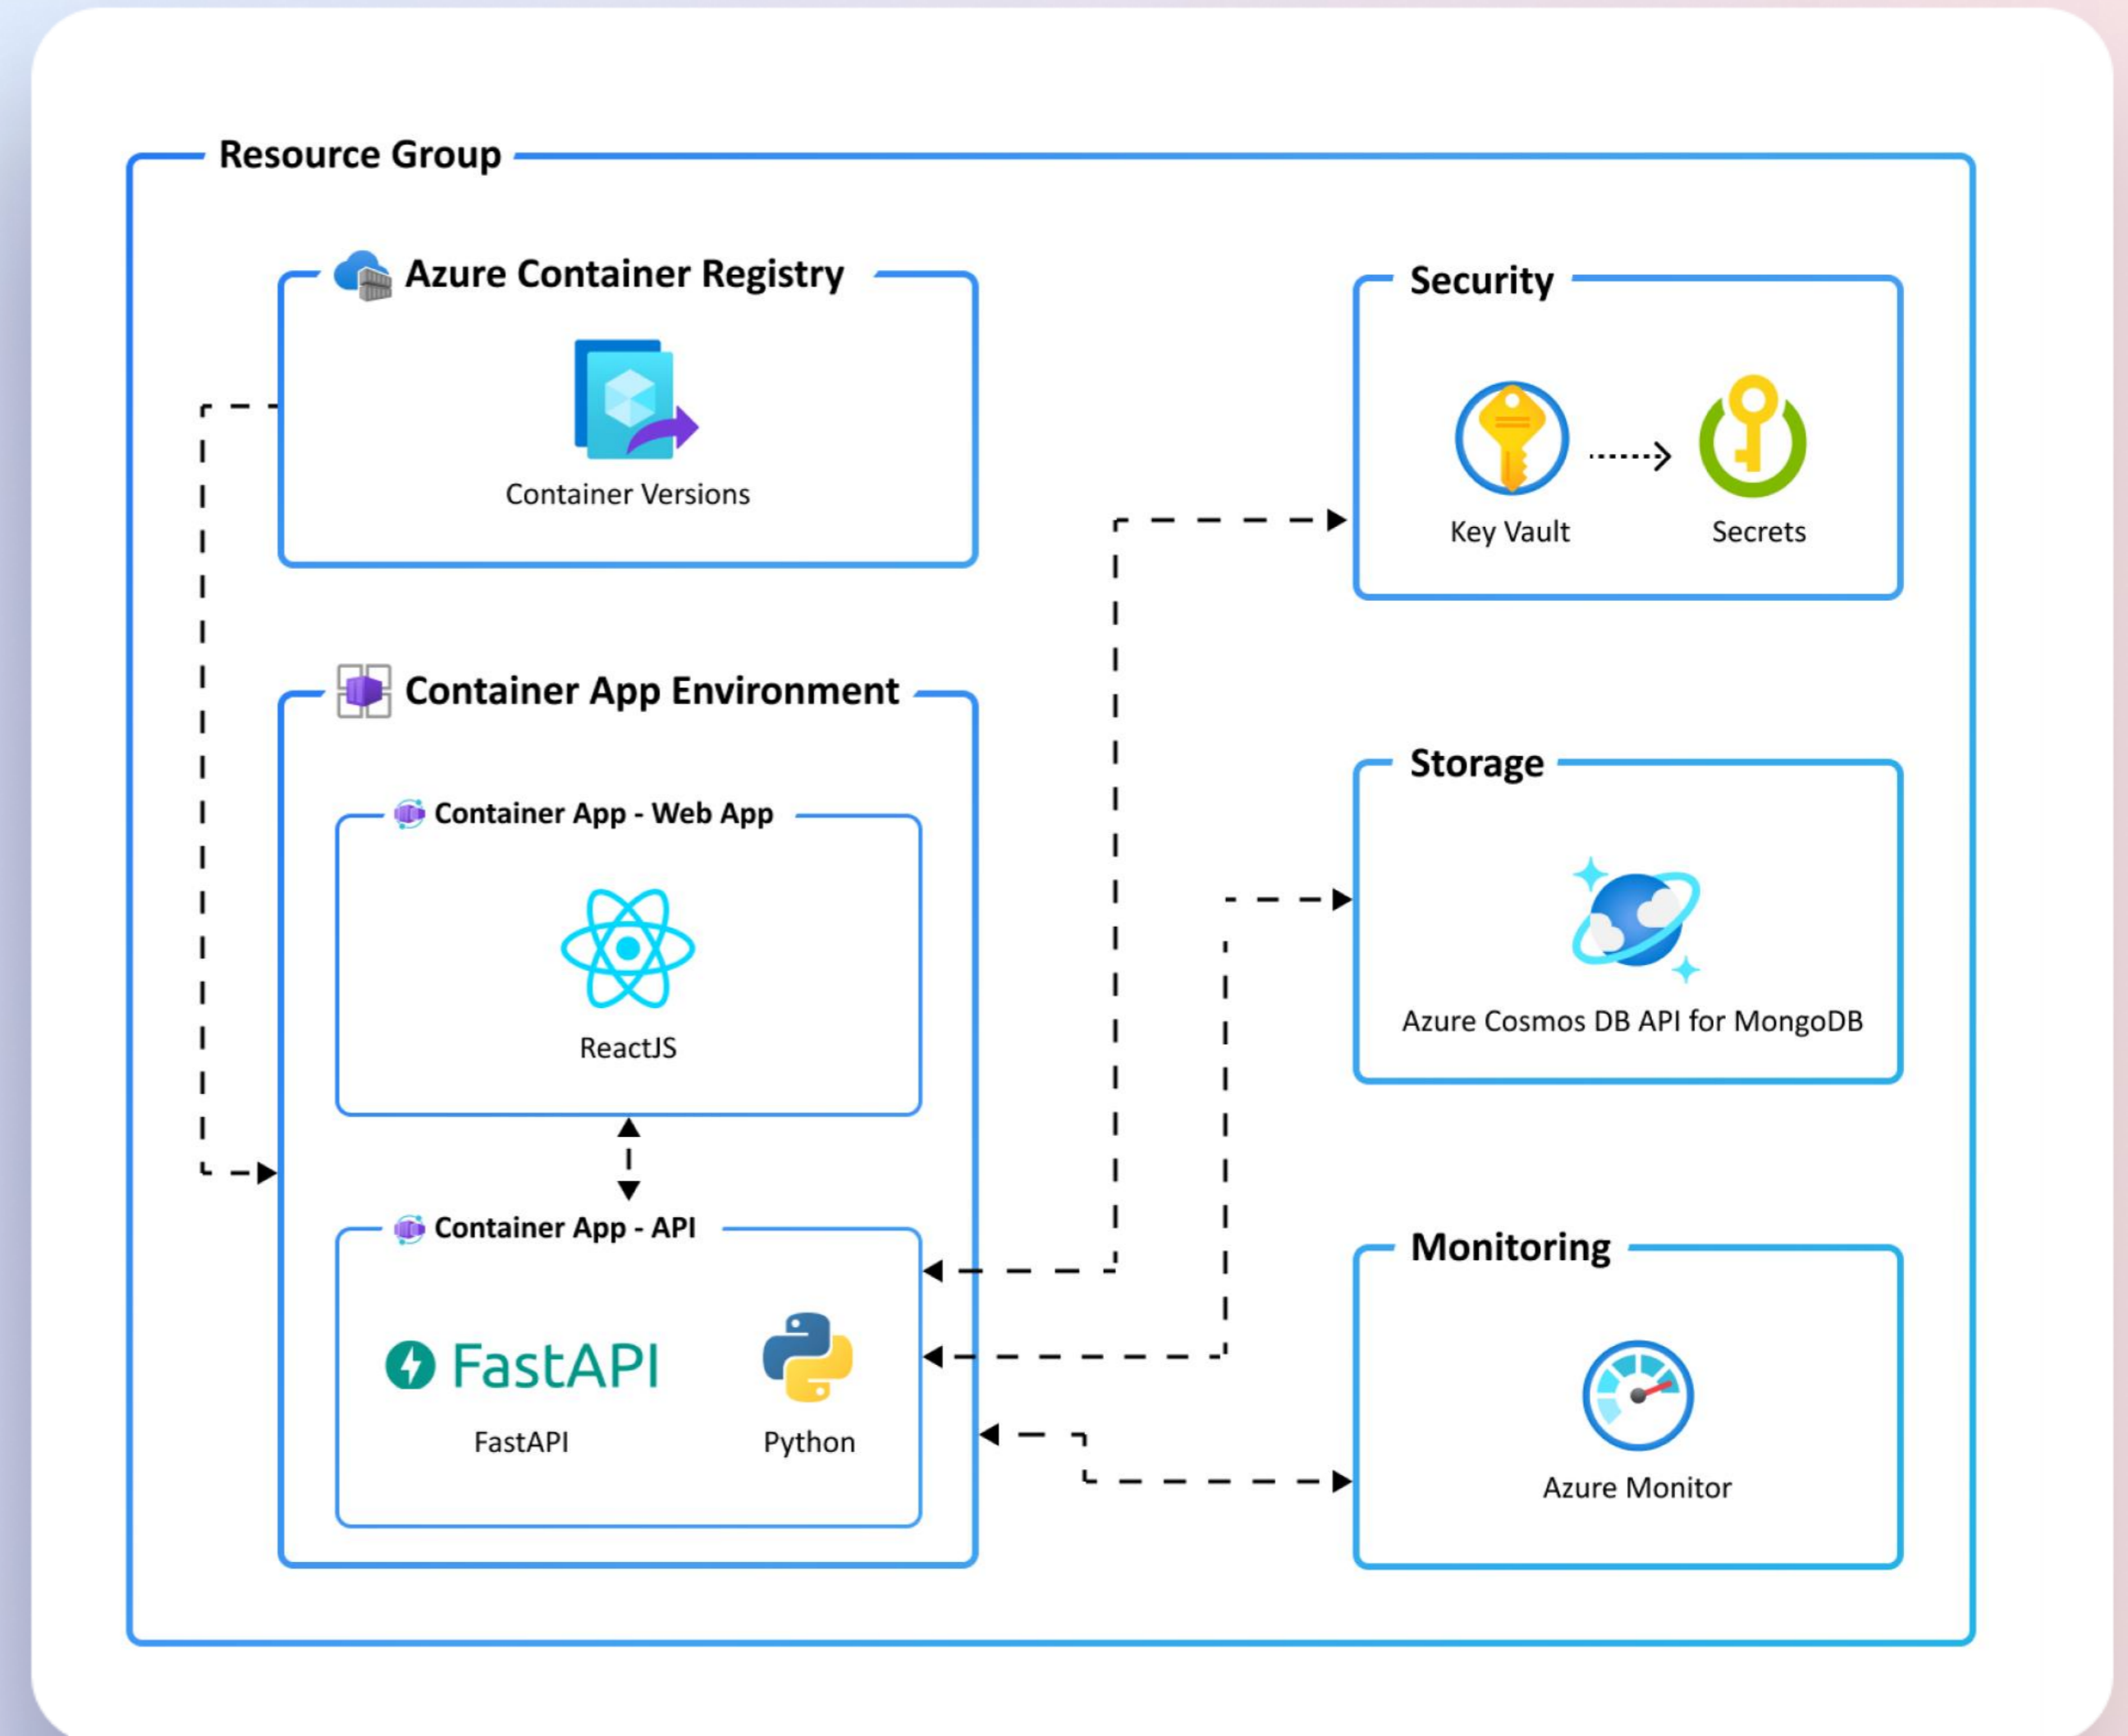 Resource Group
Azure Container Registry
Container Versions
Container App Environment
Container App - Web App
ReactJS
Container App - API
FastAPI
FastAPI
Python
Security
Key Vault
Secrets
Storage
Azure Cosmos DB API for MongoDB
Monitoring
Azure Monitor